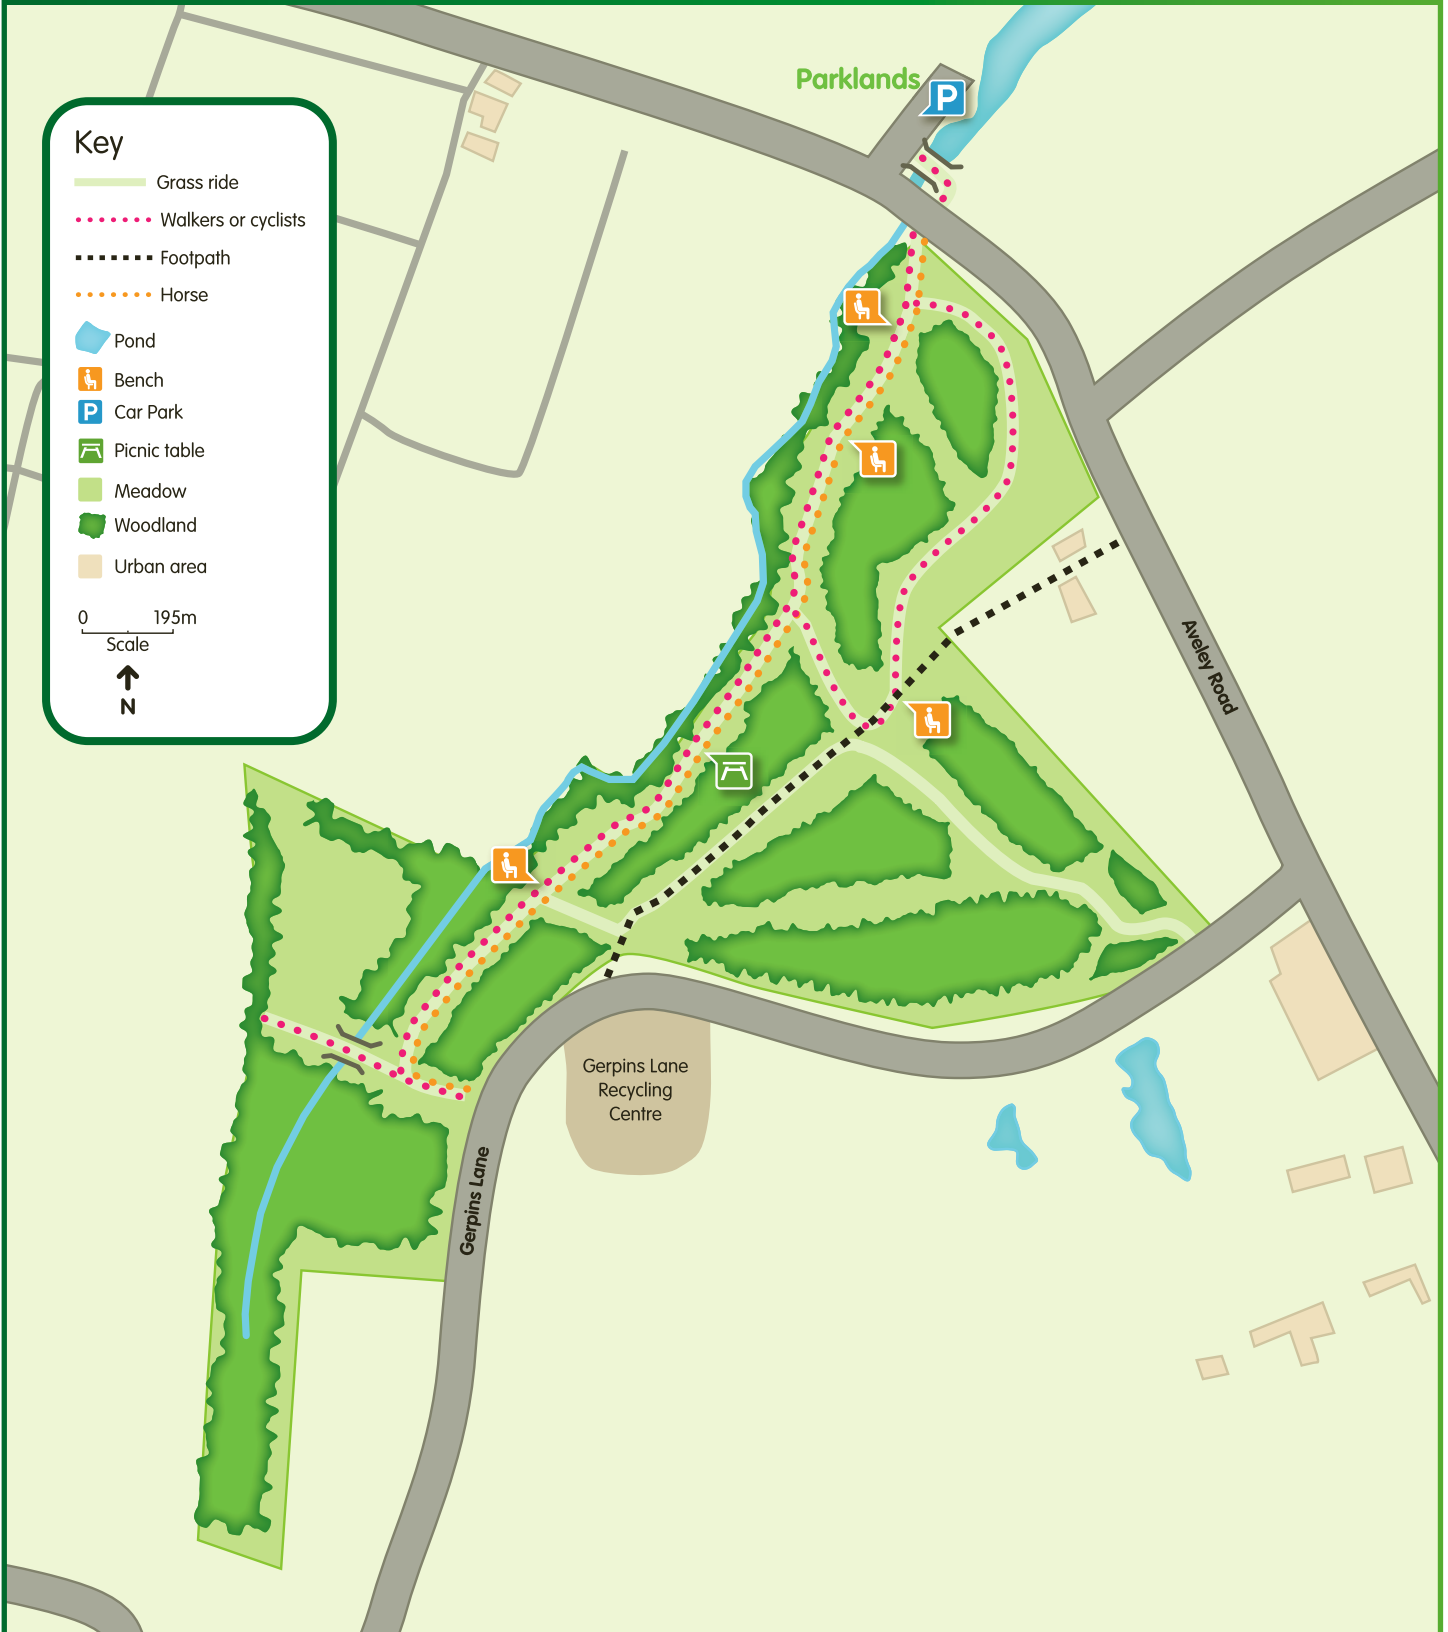 Parklands
P
Key
Grass ride
Walkers or cyclists
Footpath
Horse
Pond
Bench
P Car Park
Picnic table
Meadow
Woodland
Urban area
0 195m
Scale
N
Aveley Road
Gerpins Lane
Recycling
Centre
Gerpins Lane